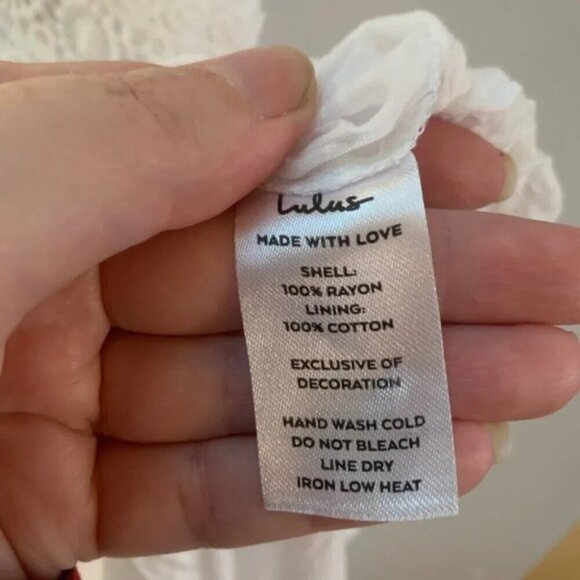 Lulus
MADE WITH LOVE
SHELL:
100% RAYON
LINING:
100% COTTON
EXCLUSIVE OF
DECORATION
HAND WASH COLD
DO NOT BLEACH
LINE DRY
IRON LOW HEAT